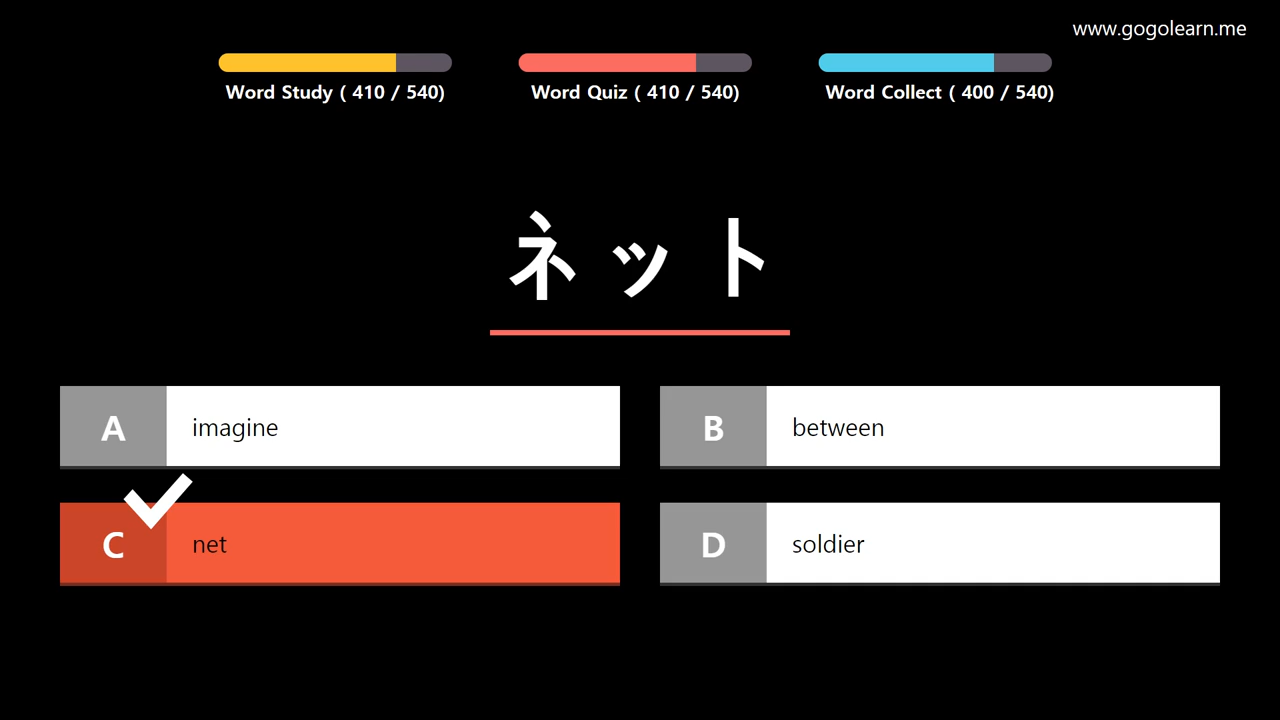 www.gogolearn.me
Word Study ( 410 / 540)
Word Quiz ( 410 / 540)
Word Collect ( 400 / 540)
ネット
A imagine
B between
C net
D soldier